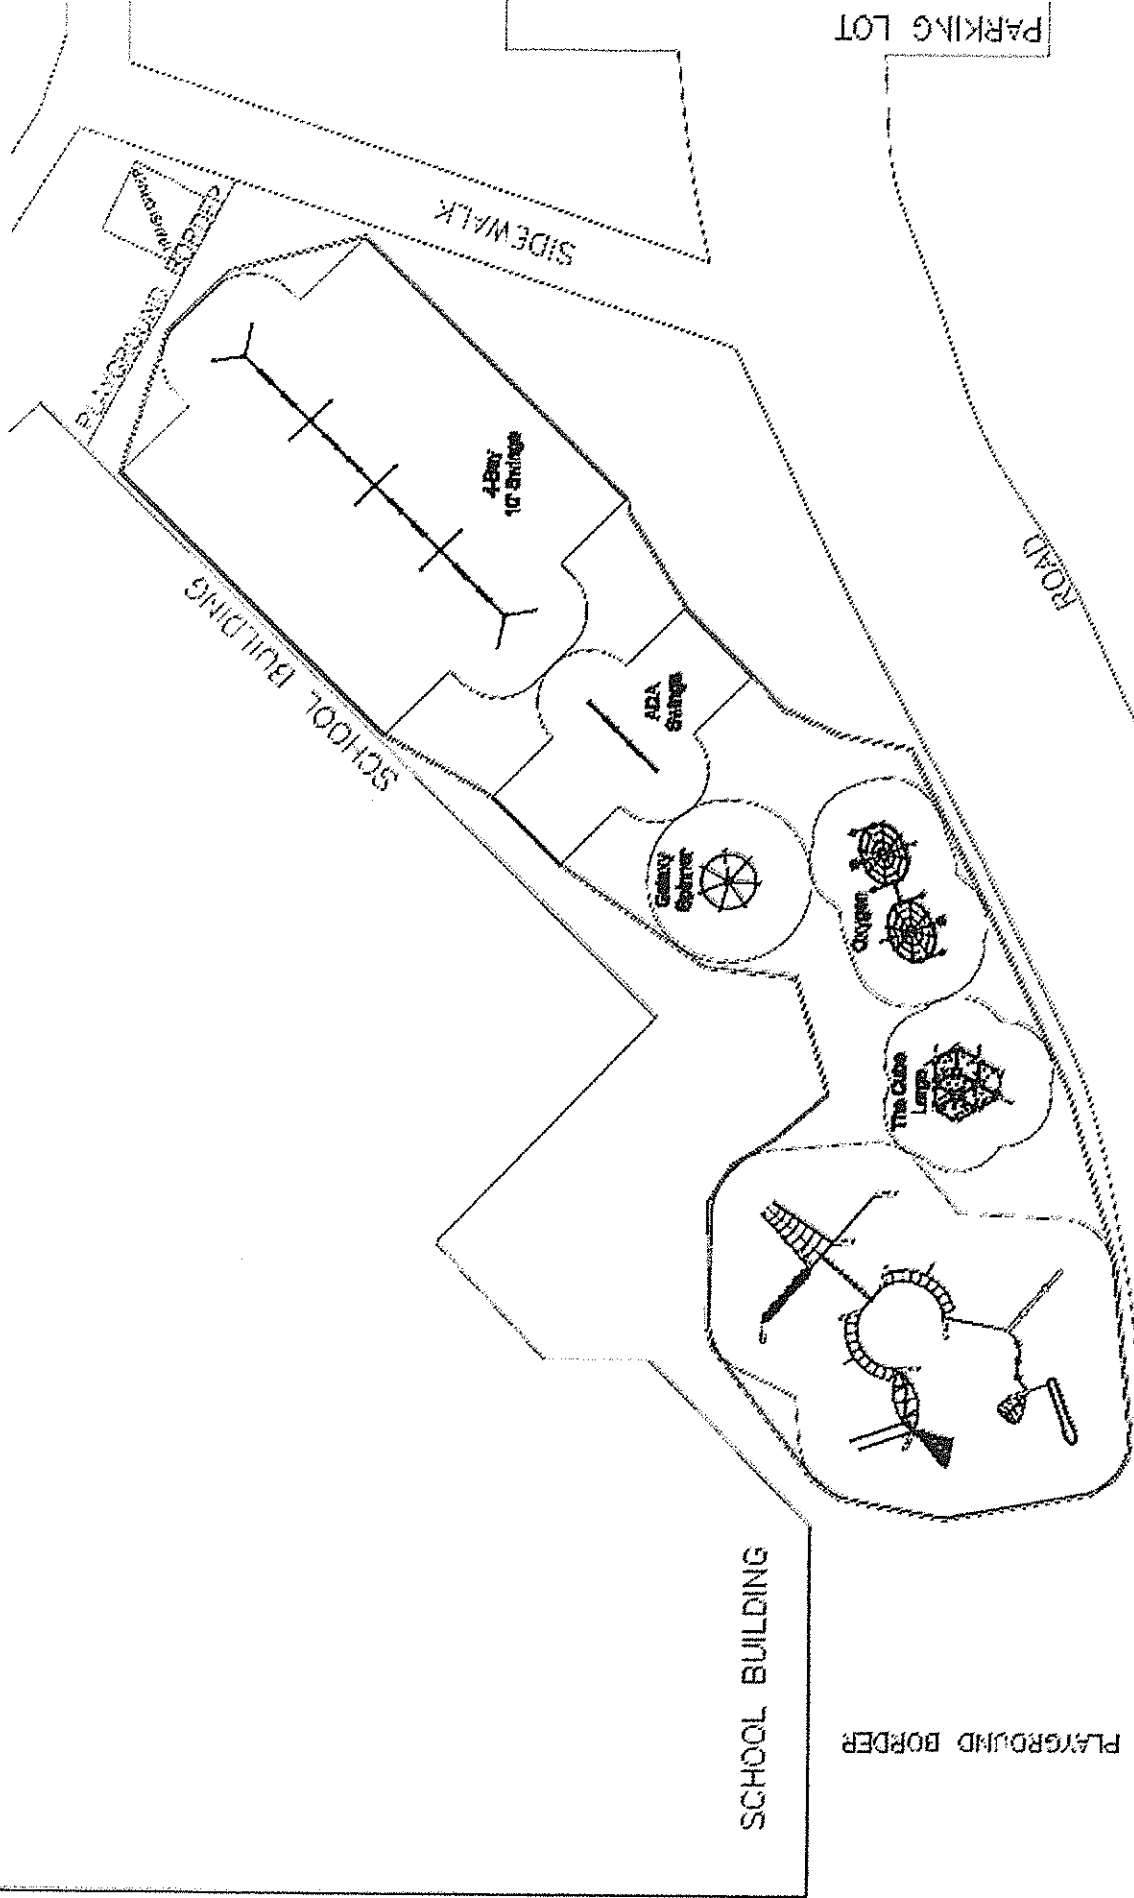 PARKING LOT
SIDEWALK
PLAYGROUND BORDER
4-Bay
10' Swings
SCHOOL BUILDING
ROAD
ADA
Swings
Galaxy
Spinner
Oxygen
The Cube
Large
SCHOOL BUILDING
PLAYGROUND BORDER